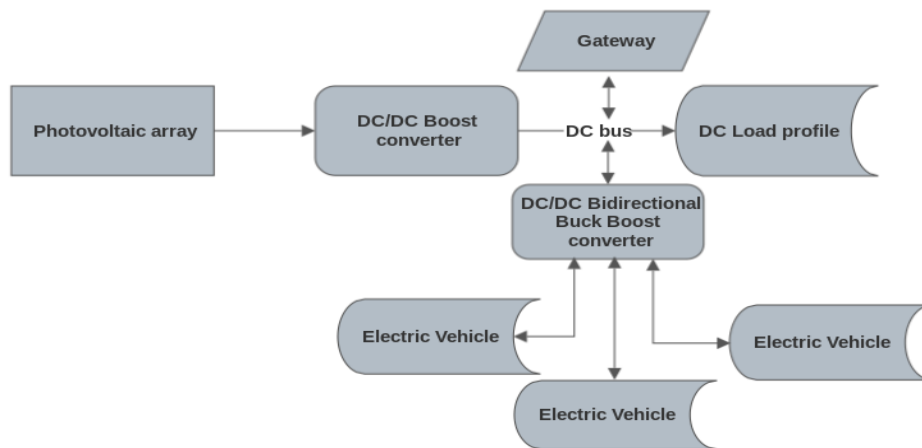 Gateway
Photovoltaic array
DC/DC Boost
converter
DC bus
DC Load profile
DC/DC Bidirectional
Buck Boost
converter
Electric Vehicle
Electric Vehicle
Electric Vehicle